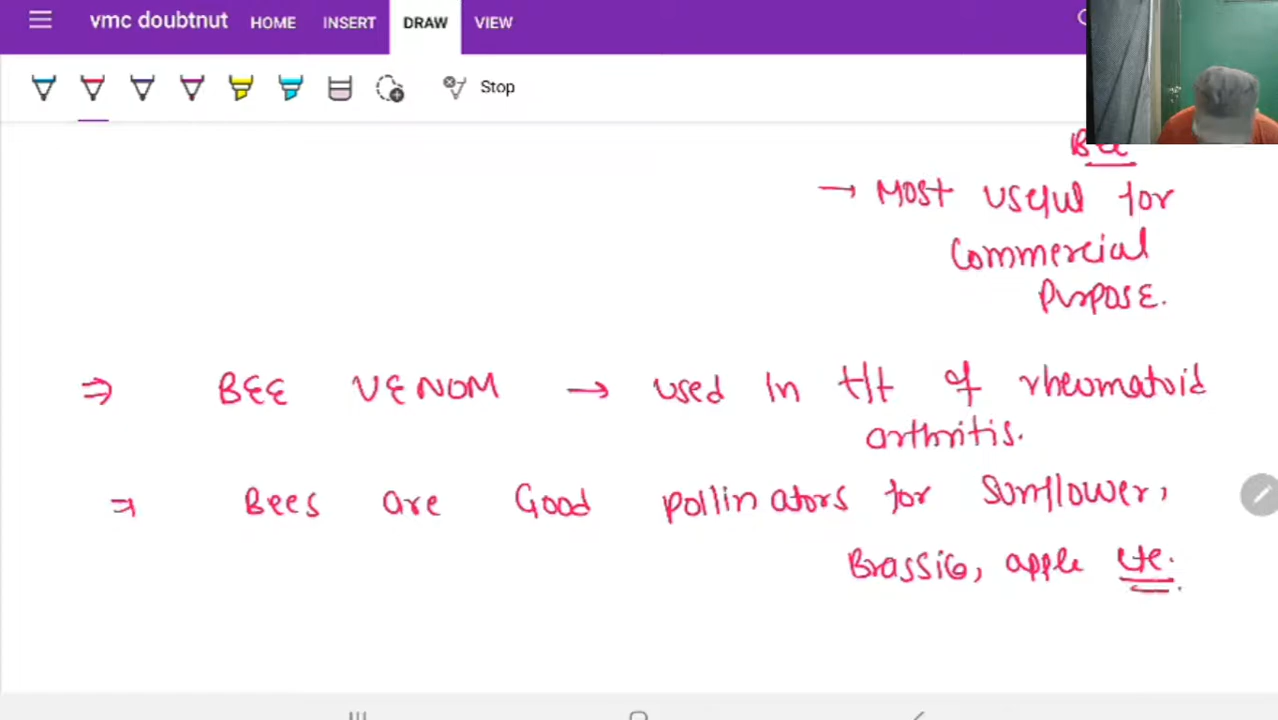 vmc doubtnut HOME INSERT DRAW VIEW
Stop
BEE
→ MOST useful for
Commercial
Purpose.
⇒ BEE VENOM → used in t/t of rheumatoid
arthritis.
⇒ Bees are Good pollinators for Sunflower,
Brassica, apple etc.